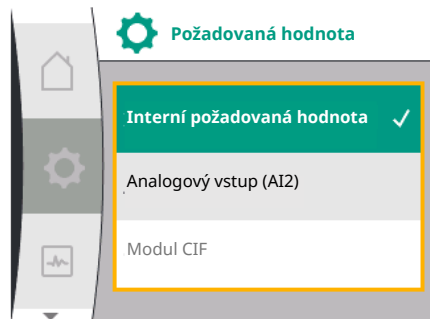 Požadovaná hodnota
Interní požadovaná hodnota
Analogový vstup (AI2)
Modul CIF